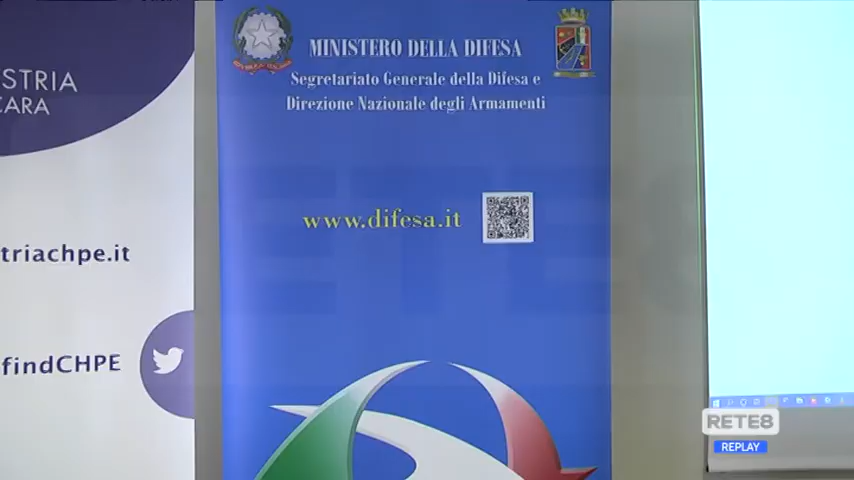 STRIA
CARA
triachpe.it
findCHPE
MINISTERO DELLA DIFESA
Segretariato Generale della Difesa e
Direzione Nazionale degli Armamenti
www.difesa.it
RETE8
REPLAY